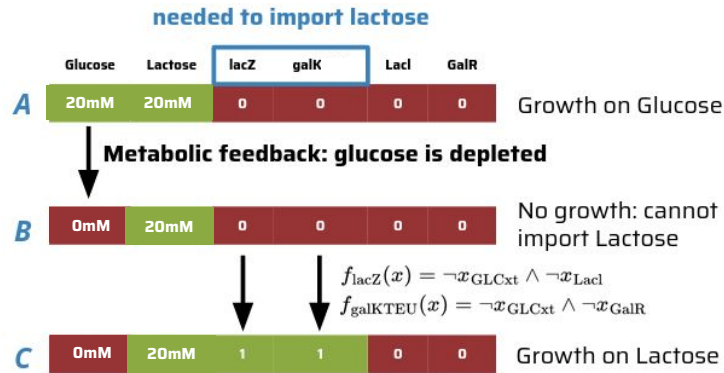 needed to import lactose
Glucose Lactose lacZ galK LacI GalR
A 20mM 20mM 0 0 0 0 Growth on Glucose
Metabolic feedback: glucose is depleted
B 0mM 20mM 0 0 0 0 No growth: cannot
import Lactose
f_lacZ(x) = ¬x_GLCxt ∧ ¬x_LacI
f_galKTEU(x) = ¬x_GLCxt ∧ ¬x_GalR
C 0mM 20mM 1 1 0 0 Growth on Lactose